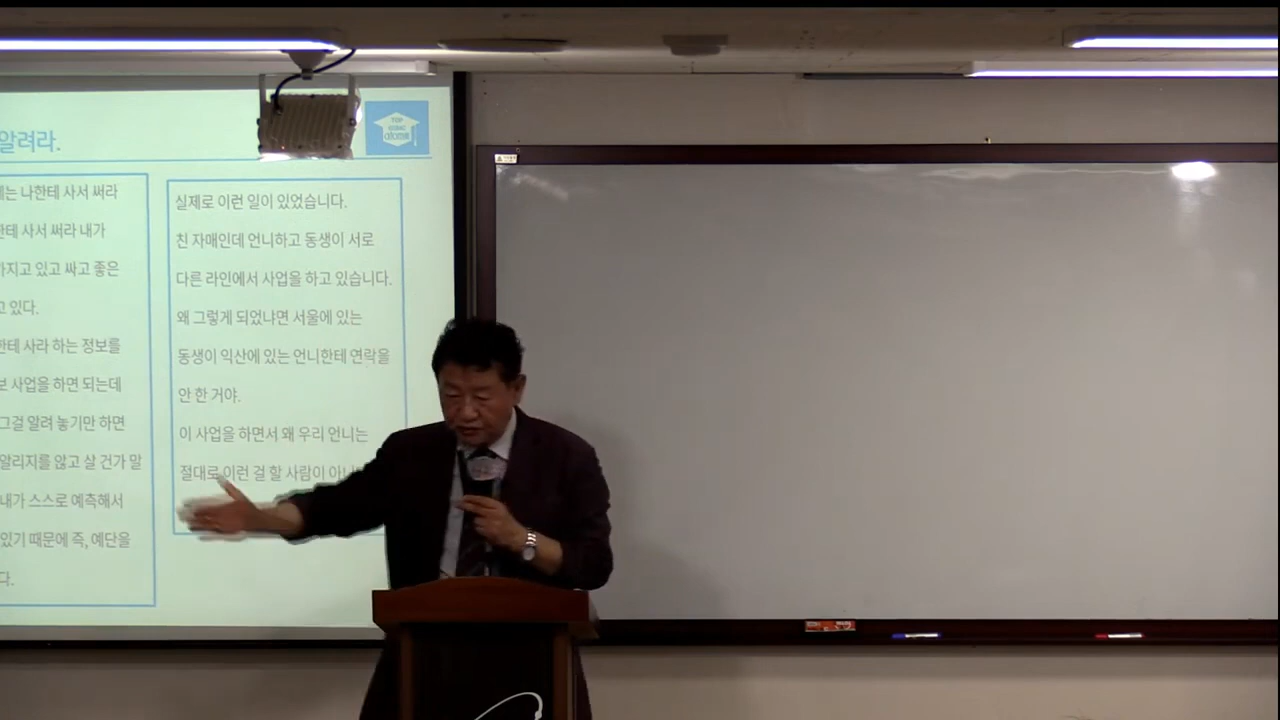 알려라.
TOP
atomi
는 나한테 사서 써라
한테 사서 써라 내가
가지고 있고 싸고 좋은
고 있다.
한테 사라 하는 정보를
보 사업을 하면 되는데
그걸 알려 놓기만 하면
알리지를 않고 살 건가 말
내가 스스로 예측해서
있기 때문에 즉, 예단을
다.
실제로 이런 일이 있었습니다.
친 자매인데 언니하고 동생이 서로
다른 라인에서 사업을 하고 있습니다.
왜 그렇게 되었냐면 서울에 있는
동생이 익산에 있는 언니한테 연락을
안 한 거야.
이 사업을 하면서 왜 우리 언니는
절대로 이런 걸 할 사람이